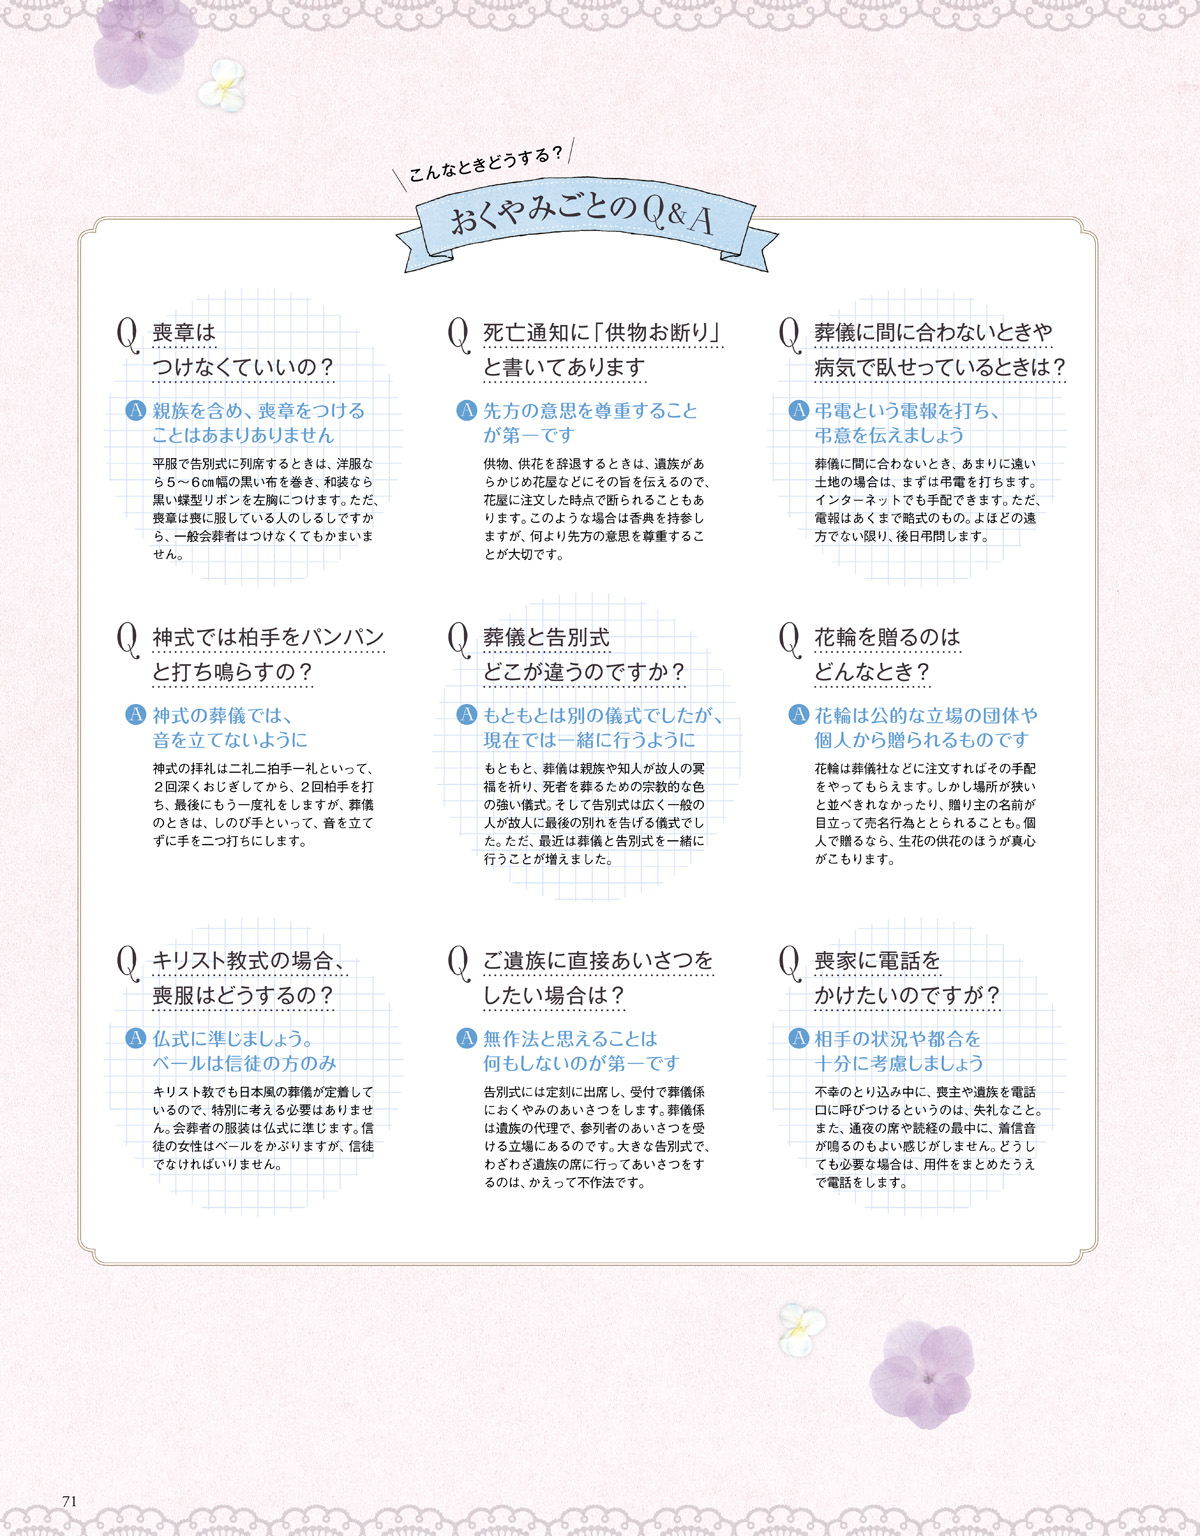 こんなときどうする？
おくやみごとのQ&A
Q 喪章は
つけなくていいの？
A 親族を含め、喪章をつける
ことはあまりありません
平服で告別式に列席するときは、洋服な
ら5〜6㎝幅の黒い布を巻き、和装なら
黒い蝶型リボンを左胸につけます。ただ、
喪章は喪に服している人のしるしですか
ら、一般会葬者はつけなくてもかまいま
せん。
Q 死亡通知に「供物お断り」
と書いてあります
A 先方の意思を尊重すること
が第一です
供物、供花を辞退するときは、遺族があ
らかじめ花屋などにその旨を伝えるので、
花屋に注文した時点で断られることもあ
ります。このような場合は香典を持参し
ますが、何より先方の意思を尊重するこ
とが大切です。
Q 葬儀に間に合わないときや
病気で臥せっているときは？
A 弔電という電報を打ち、
弔意を伝えましょう
葬儀に間に合わないとき、あまりに遠い
土地の場合は、まずは弔電を打ちます。
インターネットでも手配できます。ただ、
電報はあくまで略式のもの。よほどの遠
方でない限り、後日弔問します。
Q 神式では柏手をパンパン
と打ち鳴らすの？
A 神式の葬儀では、
音を立てないように
神式の拝礼は二礼二拍手一礼といって、
2回深くおじぎしてから、2回柏手を打
ち、最後にもう一度礼をしますが、葬儀
のときは、しのび手といって、音を立て
ずに手を二つ打ちにします。
Q 葬儀と告別式
どこが違うのですか？
A もともとは別の儀式でしたが、
現在では一緒に行うように
もともと、葬儀は親族や知人が故人の冥
福を祈り、死者を葬るための宗教的な色
の強い儀式。そして告別式は広く一般の
人が故人に最後の別れを告げる儀式でし
た。ただ、最近は葬儀と告別式を一緒に
行うことが増えました。
Q 花輪を贈るのは
どんなとき？
A 花輪は公的な立場の団体や
個人から贈られるものです
花輪は葬儀社などに注文すればその手配
をやってもらえます。しかし場所が狭い
と並べきれなかったり、贈り主の名前が
目立って売名行為ととられることも。個
人で贈るなら、生花の供花のほうが真心
がこもります。
Q キリスト教式の場合、
喪服はどうするの？
A 仏式に準じましょう。
ベールは信徒の方のみ
キリスト教でも日本風の葬儀が定着して
いるので、特別に考える必要はありませ
ん。会葬者の服装は仏式に準じます。信
徒の女性はベールをかぶりますが、信徒
でなければいりません。
Q ご遺族に直接あいさつを
したい場合は？
A 無作法と思えることは
何もしないのが第一です
告別式には定刻に出席し、受付で葬儀係
におくやみのあいさつをします。葬儀係
は遺族の代理で、参列者のあいさつを受
ける立場にあるのです。大きな告別式で、
わざわざ遺族の席に行ってあいさつをす
るのは、かえって不作法です。
Q 喪家に電話を
かけたいのですが？
A 相手の状況や都合を
十分に考慮しましょう
不幸のとり込み中に、喪主や遺族を電話
口に呼びつけるというのは、失礼なこと。
また、通夜の席や読経の最中に、着信音
が鳴るのもよい感じがしません。どうし
ても必要な場合は、用件をまとめたうえ
で電話をします。
71